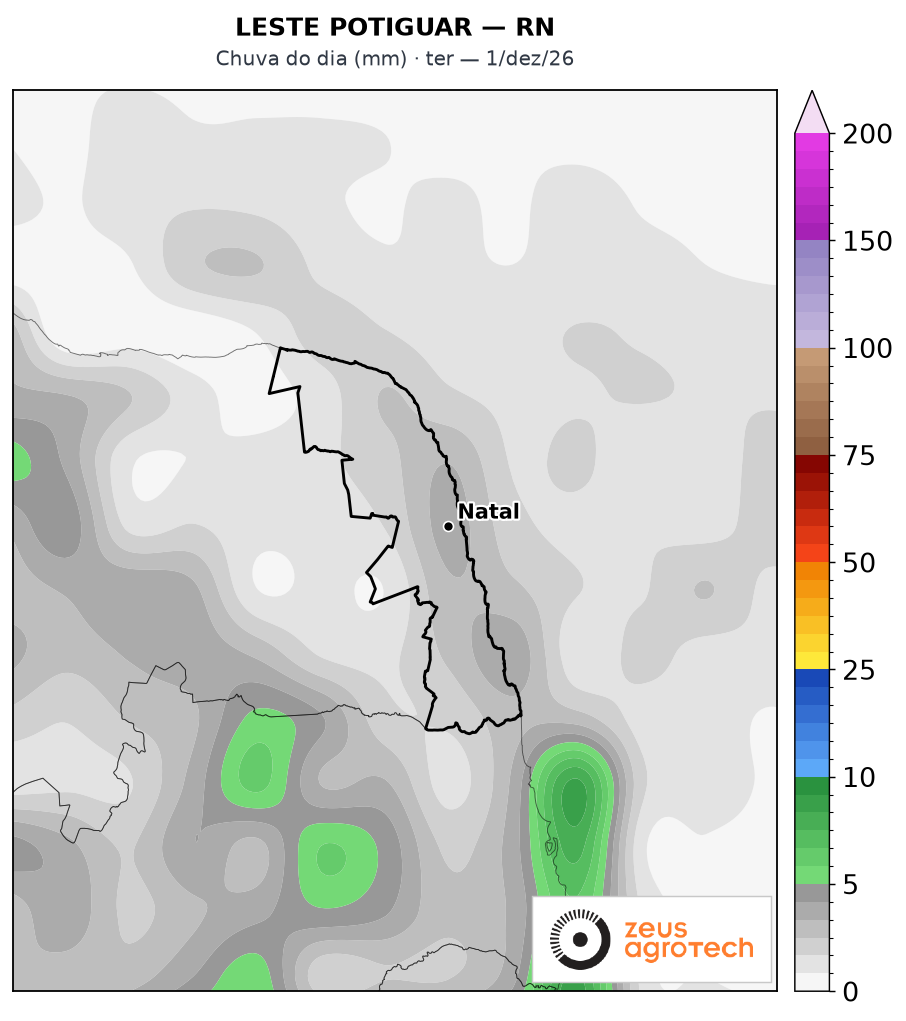 LESTE POTIGUAR — RN
Chuva do dia (mm) · ter — 1/dez/26
200
150
100
75
50
25
10
5
0
Natal
zeus
agrotech